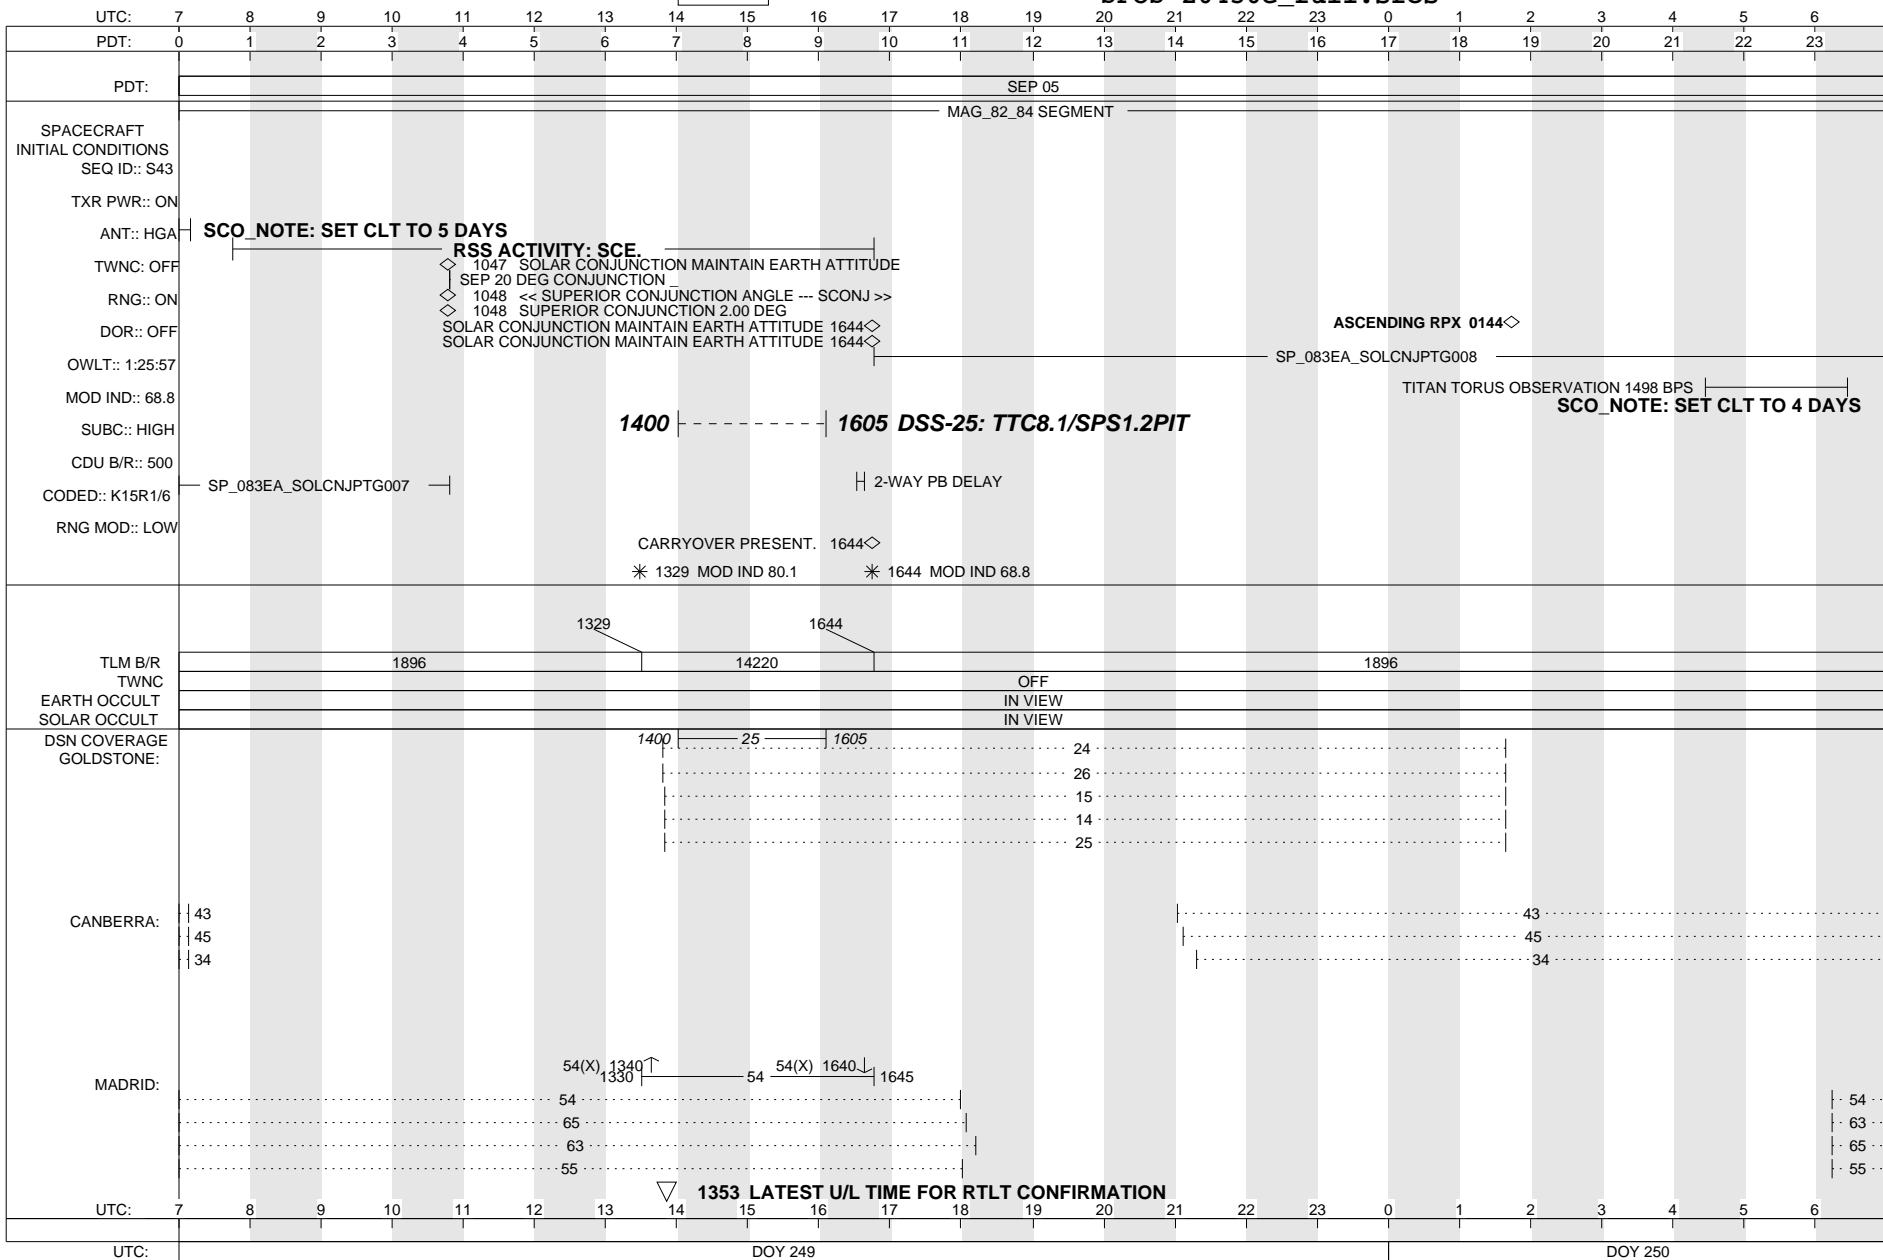 UTC: 7 8 9 10 11 12 13 14 15 16 17 18 19 20 21 22 23 0 1 2 3 4 5 6
PDT: 0 1 2 3 4 5 6 7 8 9 10 11 12 13 14 15 16 17 18 19 20 21 22 23
PDT: SEP 05
MAG_82_84 SEGMENT
SPACECRAFT
INITIAL CONDITIONS
SEQ ID:: S43
TXR PWR:: ON
ANT:: HGA
SCO_NOTE: SET CLT TO 5 DAYS
RSS ACTIVITY: SCE.
TWNC: OFF
1047 SOLAR CONJUNCTION MAINTAIN EARTH ATTITUDE
SEP 20 DEG CONJUNCTION _
RNG:: ON
1048 << SUPERIOR CONJUNCTION ANGLE --- SCONJ >>
1048 SUPERIOR CONJUNCTION 2.00 DEG
DOR:: OFF
SOLAR CONJUNCTION MAINTAIN EARTH ATTITUDE 1644
ASCENDING RPX 0144
SOLAR CONJUNCTION MAINTAIN EARTH ATTITUDE 1644
SP_083EA_SOLCNJPTG008
OWLT:: 1:25:57
TITAN TORUS OBSERVATION 1498 BPS
MOD IND:: 68.8
SCO_NOTE: SET CLT TO 4 DAYS
SUBC:: HIGH
1400 1605 DSS-25: TTC8.1/SPS1.2PIT
CDU B/R:: 500
SP_083EA_SOLCNJPTG007
2-WAY PB DELAY
CODED:: K15R1/6
RNG MOD:: LOW
CARRYOVER PRESENT. 1644
1329 MOD IND 80.1
1644 MOD IND 68.8
1329 1644
TLM B/R 1896 14220 1896
TWNC OFF
EARTH OCCULT IN VIEW
SOLAR OCCULT IN VIEW
DSN COVERAGE
GOLDSTONE:
1400 25 1605
24
26
15
14
25
CANBERRA:
43 43
45 45
34 34
MADRID:
54(X) 1340 54(X) 1640
1330 54 1645
54 54
65 63
63 65
55 55
1353 LATEST U/L TIME FOR RTLT CONFIRMATION
UTC: 7 8 9 10 11 12 13 14 15 16 17 18 19 20 21 22 23 0 1 2 3 4 5 6
UTC: DOY 249 DOY 250